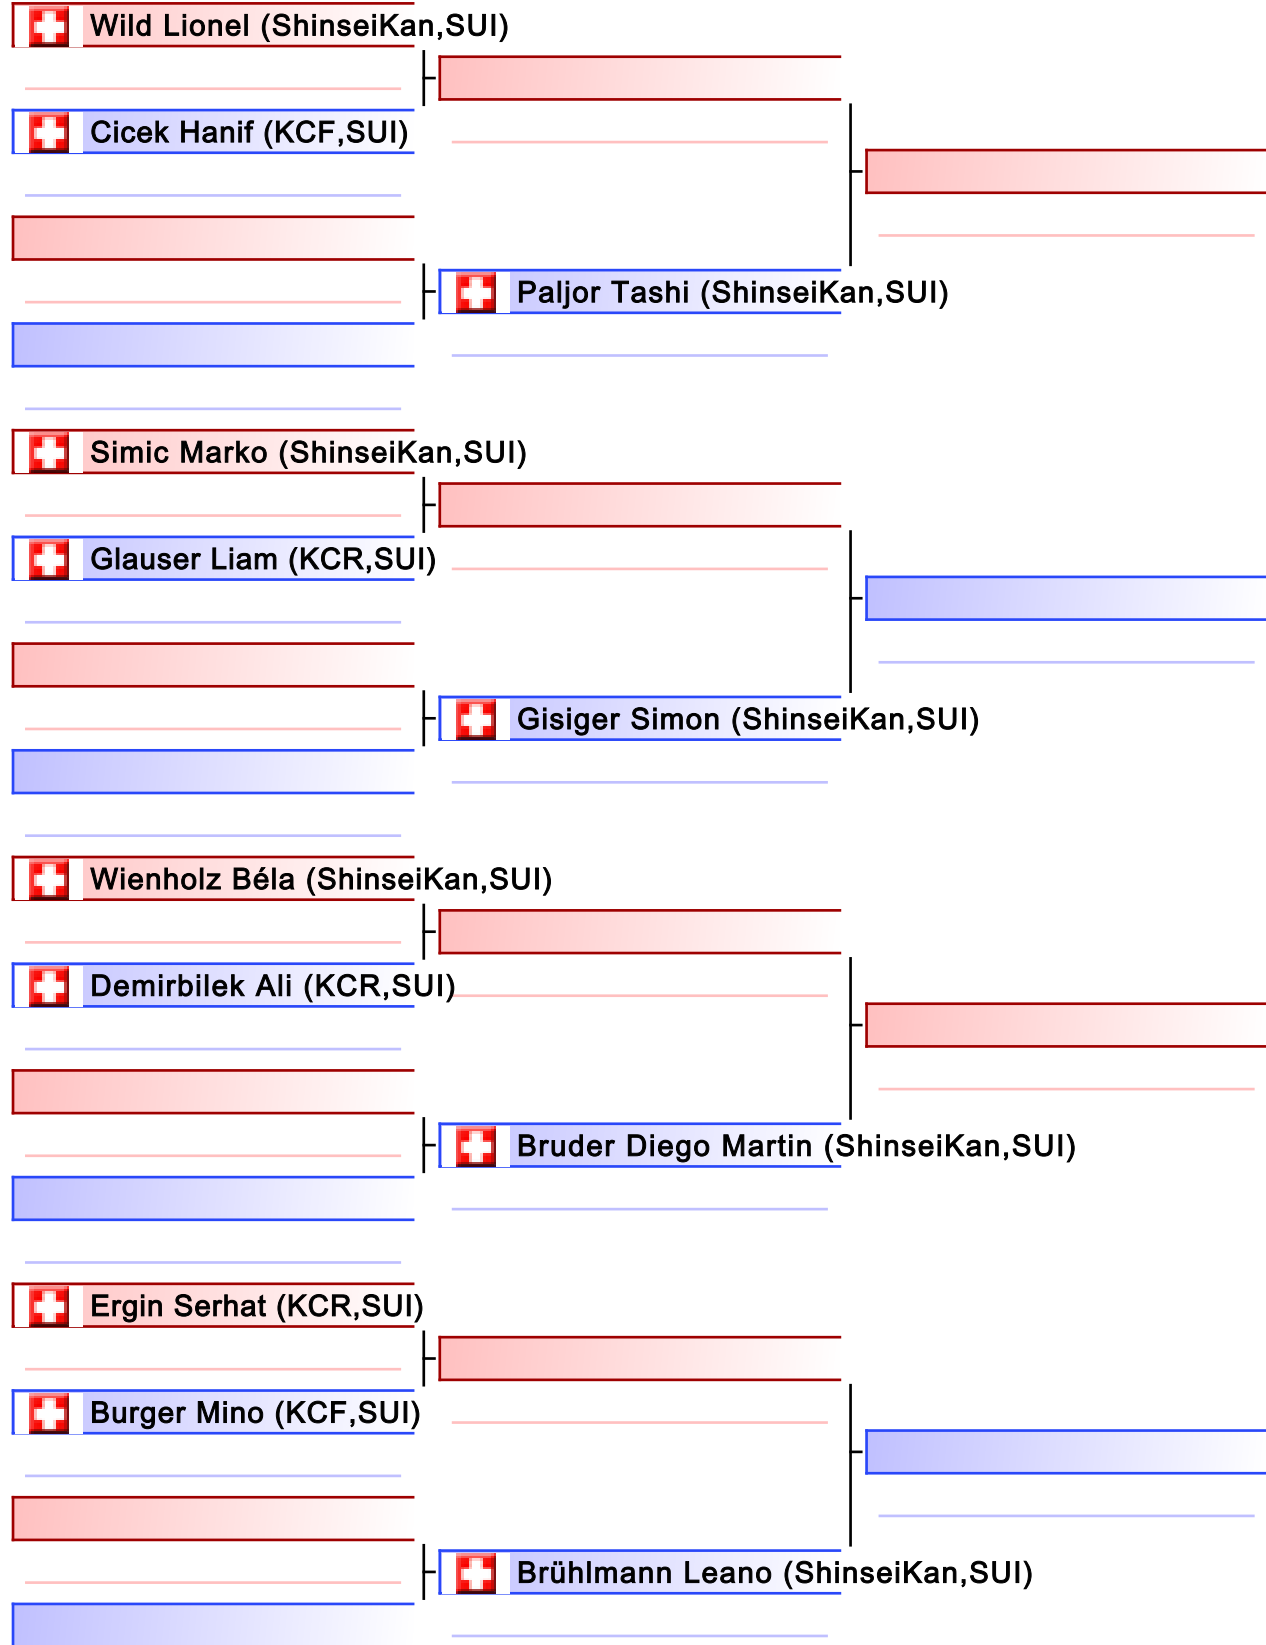 Wild Lionel (ShinseiKan,SUI)
Cicek Hanif (KCF,SUI)
Paljor Tashi (ShinseiKan,SUI)
Simic Marko (ShinseiKan,SUI)
Glauser Liam (KCR,SUI)
Gisiger Simon (ShinseiKan,SUI)
Wienholz Béla (ShinseiKan,SUI)
Demirbilek Ali (KCR,SUI)
Bruder Diego Martin (ShinseiKan,SUI)
Ergin Serhat (KCR,SUI)
Burger Mino (KCF,SUI)
Brühlmann Leano (ShinseiKan,SUI)